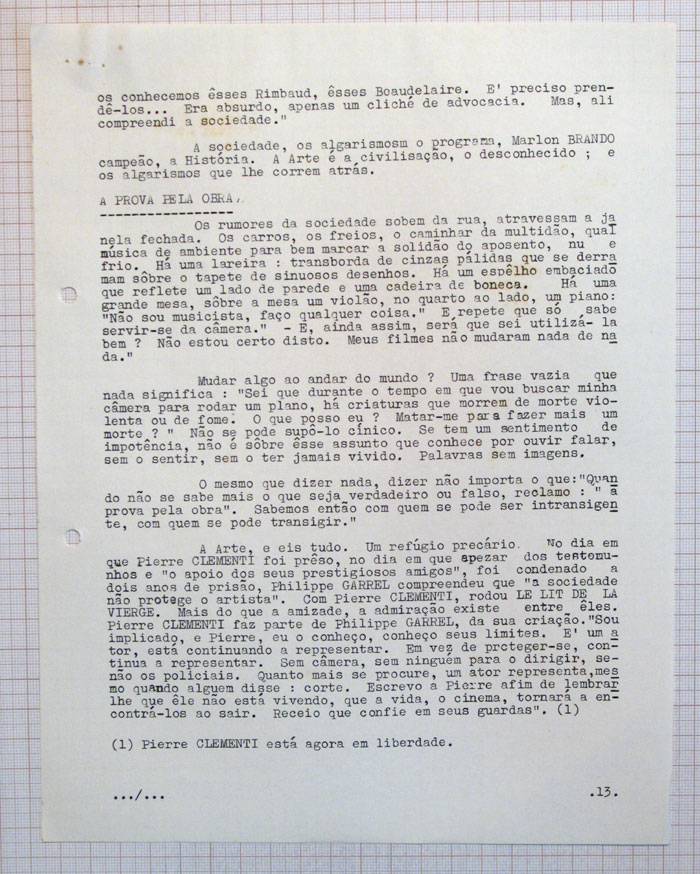 os conhecemos êsses Rimbaud, êsses Beaudelaire. E' preciso pren-
dê-los... Era absurdo, apenas um cliché de advocacia. Mas, ali
compreendi a sociedade."
A sociedade, os algarismosm o programa, Marlon BRANDO
campeão, a História. A Arte é a civilisação, o desconhecido ; e
os algarismos que lhe correm atrás.
A PROVA PELA OBRA.
Os rumores da sociedade sobem da rua, atravessam a ja
nela fechada. Os carros, os freios, o caminhar da multidão, qual
música de ambiente para bem marcar a solidão do aposento, nu e
frio. Há uma lareira : transborda de cinzas pálidas que se derra
mam sôbre o tapete de sinuosos desenhos. Há um espêlho embaciado
que reflete um lado de parede e uma cadeira de boneca. Há uma
grande mesa, sôbre a mesa um violão, no quarto ao lado, um piano:
"Não sou musicista, faço qualquer coisa." E repete que só sabe
servir-se da câmera." - E, ainda assim, será que sei utilizá- la
bem ? Não estou certo disto. Meus filmes não mudaram nada de na
da."
Mudar algo ao andar do mundo ? Uma frase vazia que
nada significa : "Sei que durante o tempo em que vou buscar minha
câmera para rodar um plano, há criaturas que morrem de morte vio-
lenta ou de fome. O que posso eu ? Matar-me para fazer mais um
morte ? " Não se pode supô-lo cínico. Se tem um sentimento de
impotência, não é sôbre êsse assunto que conhece por ouvir falar,
sem o sentir, sem o ter jamais vivido. Palavras sem imagens.
O mesmo que dizer nada, dizer não importa o que:"Quan
do não se sabe mais o que seja verdadeiro ou falso, reclamo : " a
prova pela obra". Sabemos então com quem se pode ser intransigen
te, com quem se pode transigir."
A Arte, e eis tudo. Um refúgio precário. No dia em
que Pierre CLEMENTI foi prêso, no dia em que apezar dos testemu-
nhos e "o apoio dos seus prestigiosos amigos", foi condenado a
dois anos de prisão, Philippe GARREL compreendeu que "a sociedade
não protege o artista". Com Pierre CLEMENTI, rodou LE LIT DE LA
VIERGE. Mais do que a amizade, a admiração existe entre êles.
Pierre CLEMENTI faz parte de Philippe GARREL, da sua criação."Sou
implicado, e Pierre, eu o conheço, conheço seus limites. E' um a
tor, está continuando a representar. Em vez de proteger-se, con-
tinua a representar. Sem câmera, sem ninguém para o dirigir, se-
não os policiais. Quanto mais se procure, um ator representa,mes
mo quando alguem disse : corte. Escrevo a Pierre afim de lembrar
lhe que êle não está vivendo, que a vida, o cinema, tornará a en-
contrá-los ao sair. Receio que confie em seus guardas". (1)
(1) Pierre CLEMENTI está agora em liberdade.
.../... .13.